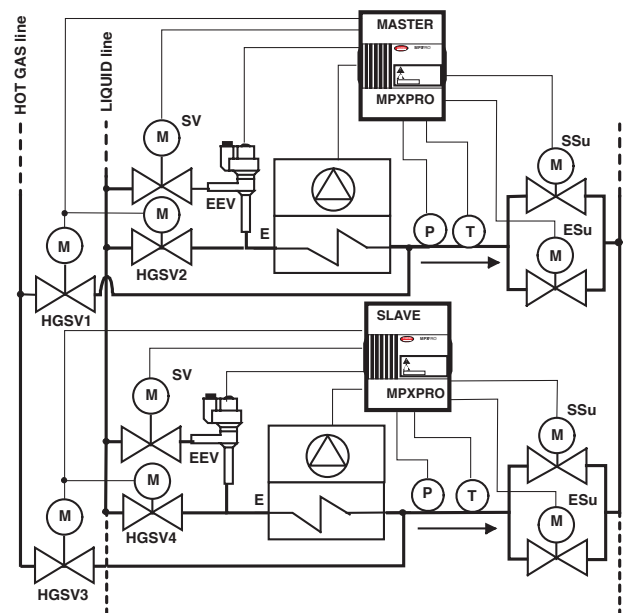 HOT GAS line
LIQUID line
MASTER
MPXPRO
SV
M
SSu
M
EEV
M
E
P
T
ESu
M
M
HGSV2
HGSV1
SLAVE
MPXPRO
SV
M
SSu
M
EEV
M
E
P
T
ESu
M
M
HGSV4
HGSV3